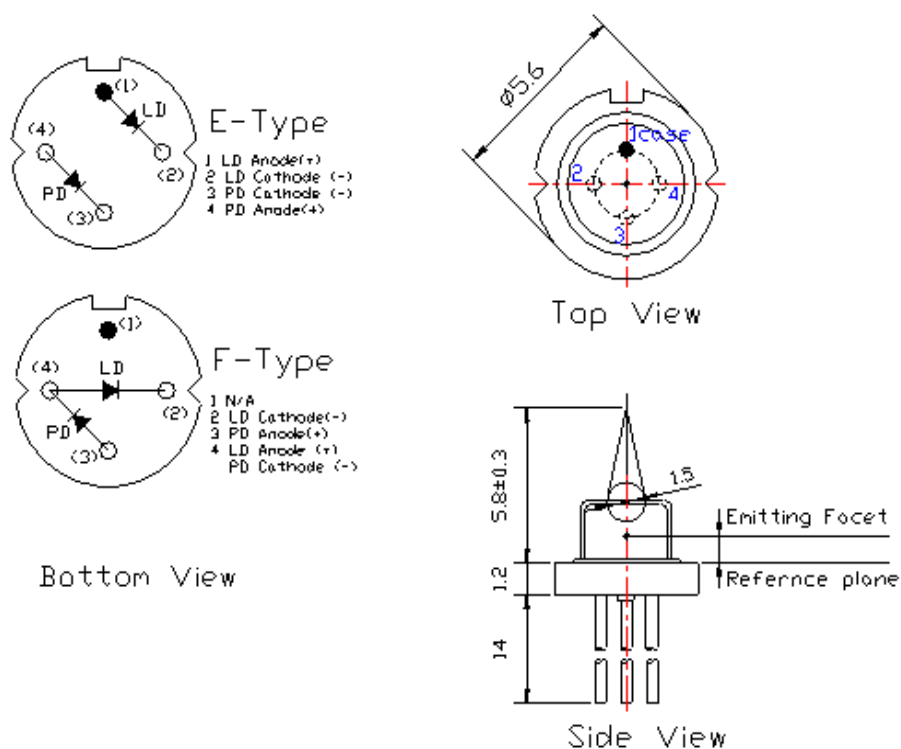 (1)
LD
(4)
PD
(2)
(3)
E-Type
1 LD Anode(+)
2 LD Cathode (-)
3 PD Cathode (-)
4 PD Anode(+)
(1)
(4)
LD
PD
(2)
(3)
F-Type
1 N/A
2 LD Cathode(-)
3 PD Anode(+)
4 LD Anode (+)
PD Cathode (-)
Bottom View
Ø5.6
1case
2
4
3
Top View
5.8±0.3
1.5
Emitting Facet
Refernce plane
1.2
14
Side View